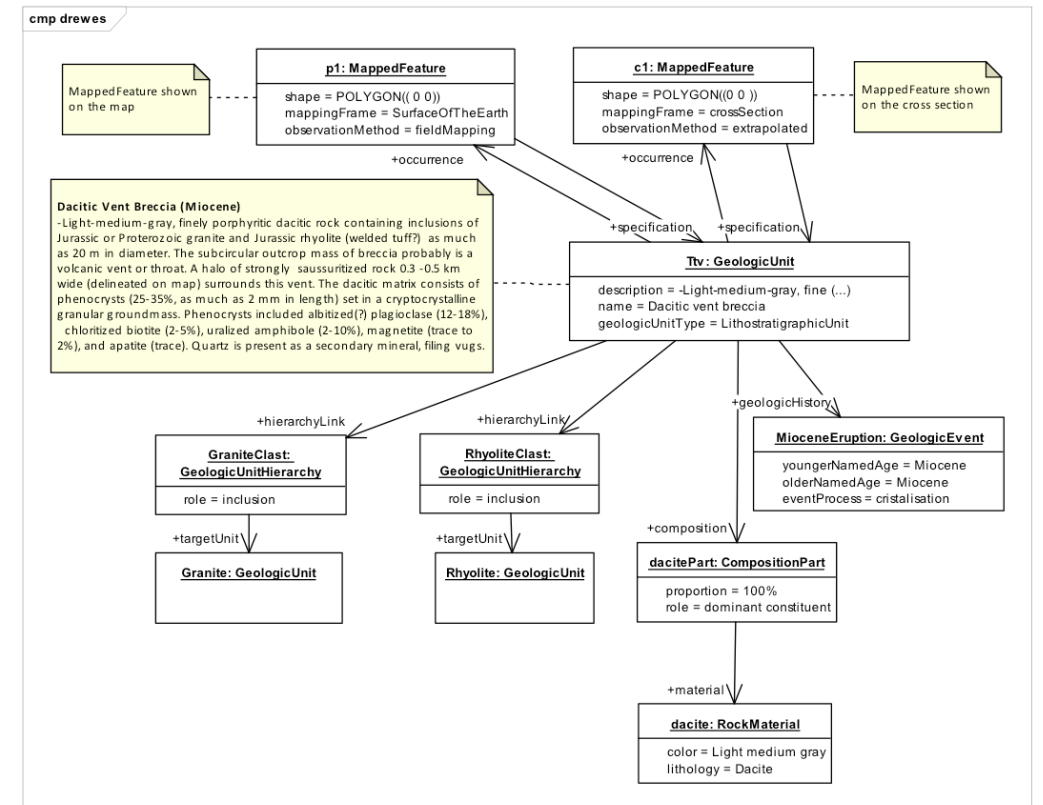 cmp drewes
MappedFeature shown
on the map
p1: MappedFeature
shape = POLYGON(( 0 0))
mappingFrame = SurfaceOfTheEarth
observationMethod = fieldMapping
c1: MappedFeature
shape = POLYGON((0 0 ))
mappingFrame = crossSection
observationMethod = extrapolated
MappedFeature shown
on the cross section
+occurrence
+occurrence
Dacitic Vent Breccia (Miocene)
-Light-medium-gray, finely porphyritic dacitic rock containing inclusions of
Jurassic or Proterozoic granite and Jurassic rhyolite (welded tuff?) as much
as 20 m in diameter. The subcircular outcrop mass of breccia probably is a
volcanic vent or throat. A halo of strongly saussuritized rock 0.3 -0.5 km
wide (delineated on map) surrounds this vent. The dacitic matrix consists of
phenocrysts (25-35%, as much as 2 mm in length) set in a cryptocrystalline
granular groundmass. Phenocrysts included albitized(?) plagioclase (12-18%),
chloritized biotite (2-5%), uralized amphibole (2-10%), magnetite (trace to
2%), and apatite (trace). Quartz is present as a secondary mineral, filing vugs.
+specification
+specification
Ttv: GeologicUnit
description = -Light-medium-gray, fine (...)
name = Dacitic vent breccia
geologicUnitType = LithostratigraphicUnit
+hierarchyLink
+hierarchyLink
+geologicHistory
GraniteClast:
GeologicUnitHierarchy
role = inclusion
RhyoliteClast:
GeologicUnitHierarchy
role = inclusion
MioceneEruption: GeologicEvent
youngerNamedAge = Miocene
olderNamedAge = Miocene
eventProcess = cristalisation
+targetUnit
+targetUnit
+composition
Granite: GeologicUnit
Rhyolite: GeologicUnit
dacitePart: CompositionPart
proportion = 100%
role = dominant constituent
+material
dacite: RockMaterial
color = Light medium gray
lithology = Dacite